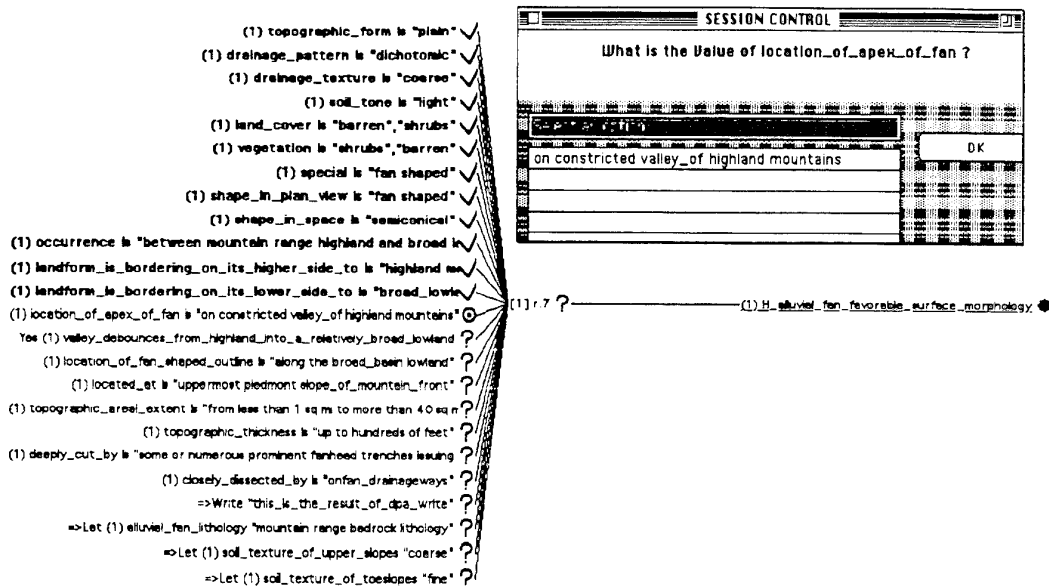 SESSION CONTROL
What is the Value of location_of_apex_of_fan ?
on constricted valley_of highland mountains
OK
(1) topographic_form is "plain"
(1) drainage_pattern is "dichotomic"
(1) drainage_texture is "coarse"
(1) soil_tone is "light"
(1) land_cover is "barren","shrubs"
(1) vegetation is "shrubs","barren"
(1) special is "fan shaped"
(1) shape_in_plan_view is "fan shaped"
(1) shape_in_space is "semiconical"
(1) occurrence is "between mountain range highland and broad
(1) landform_is_bordering_on_its_higher_side_to is "highland
(1) landform_is_bordering_on_its_lower_side_to is "broad_lowla
(1) location_of_apex_of_fan is "on constricted valley_of highland mountains"
Yes (1) valley_debounces_from_highland_into_a_relatively_broad_lowland ?
(1) location_of_fan_shaped_outline is "along the broad_basin lowland" ?
(1) located_at is "uppermost piedmont slope_of_mountain_front" ?
(1) topographic_areal_extent is "from less than 1 sq mi to more than 40 sq m ?
(1) topographic_thickness is "up to hundreds of feet" ?
(1) deeply_cut_by is "some or numerous prominent fanhead trenches issuing ?
(1) closely_dissected_by is "onfan_drainageways" ?
=>Write "this_is_the_result_of_dpa_write" ?
=>Let (1) alluvial_fan_lithology "mountain range bedrock lithology" ?
=>Let (1) soil_texture_of_upper_slopes "coarse" ?
=>Let (1) soil_texture_of_toeslopes "fine" ?
[1] r.7 ?
(1) H_alluvial_fan_favorable_surface_morphology